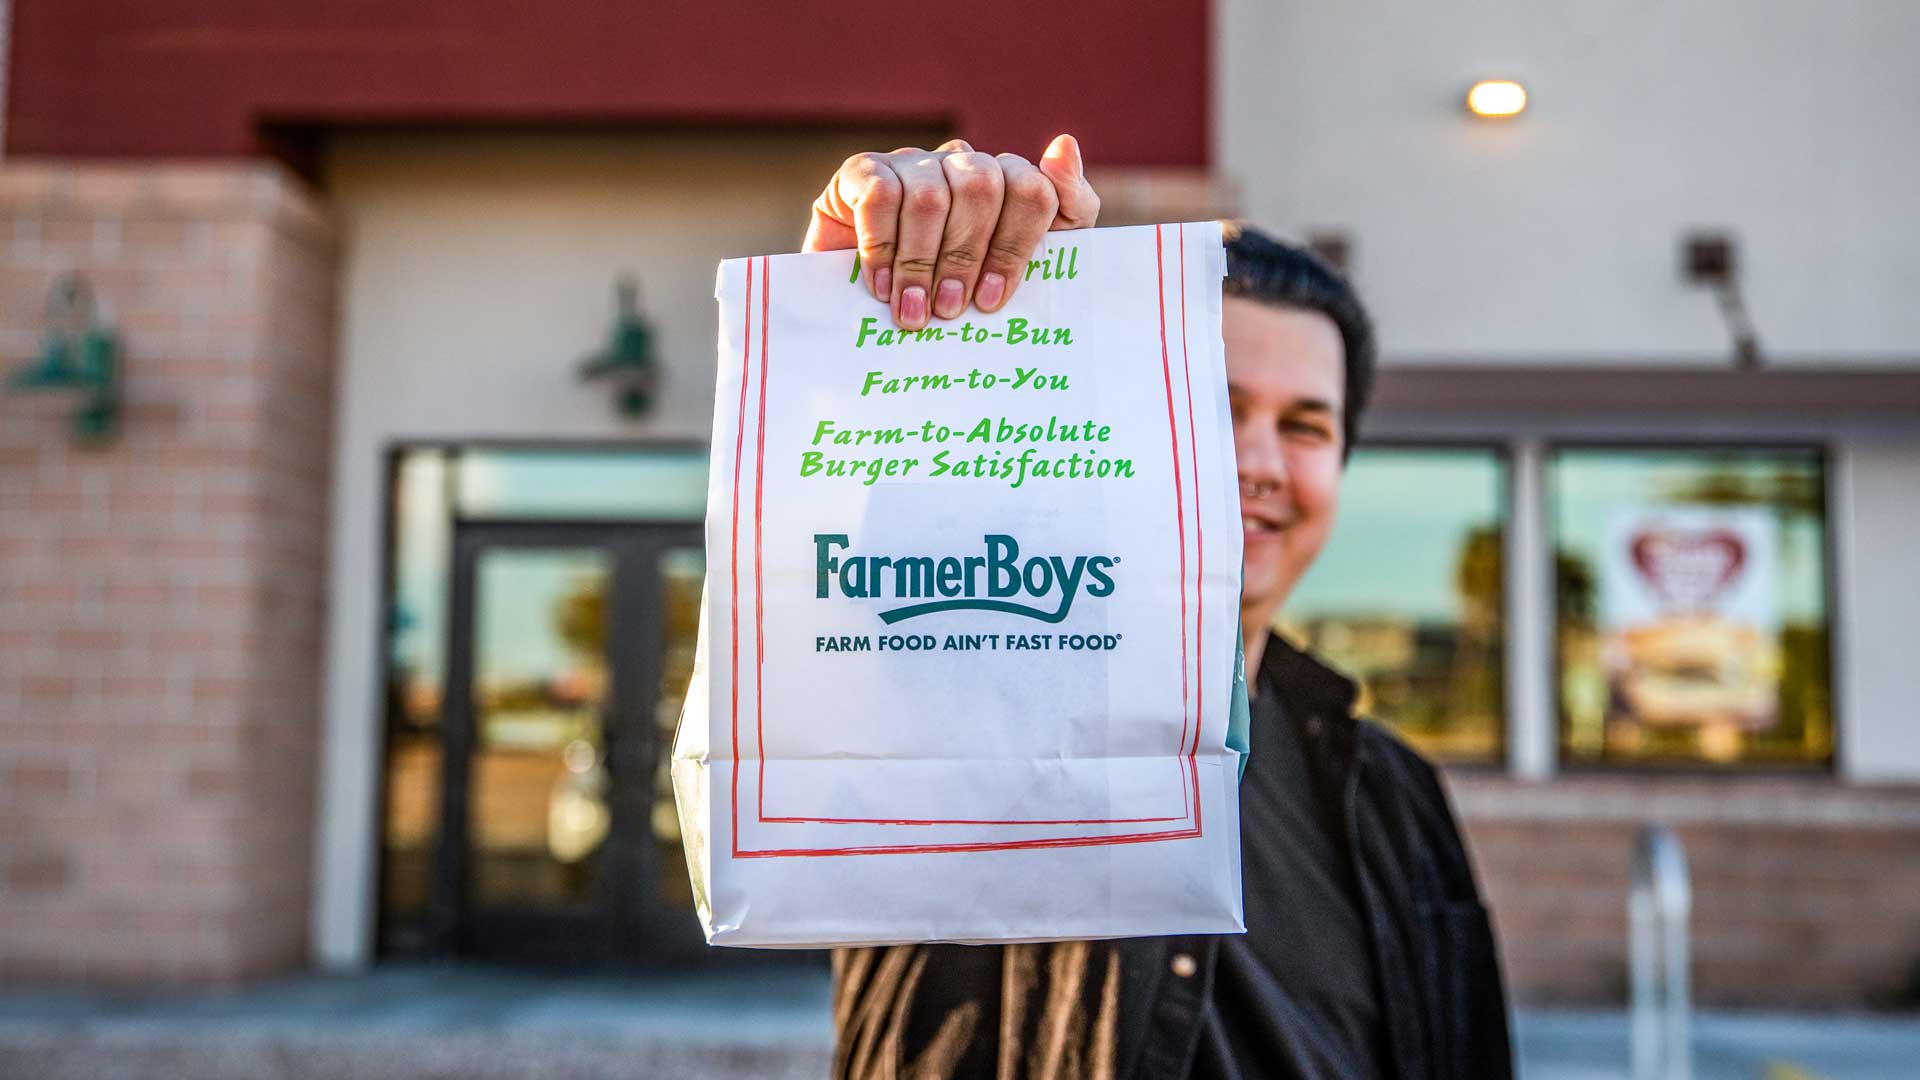 Farm-to-Bun
Farm-to-You
Farm-to-Absolute
Burger Satisfaction
FarmerBoys®
FARM FOOD AIN'T FAST FOOD®